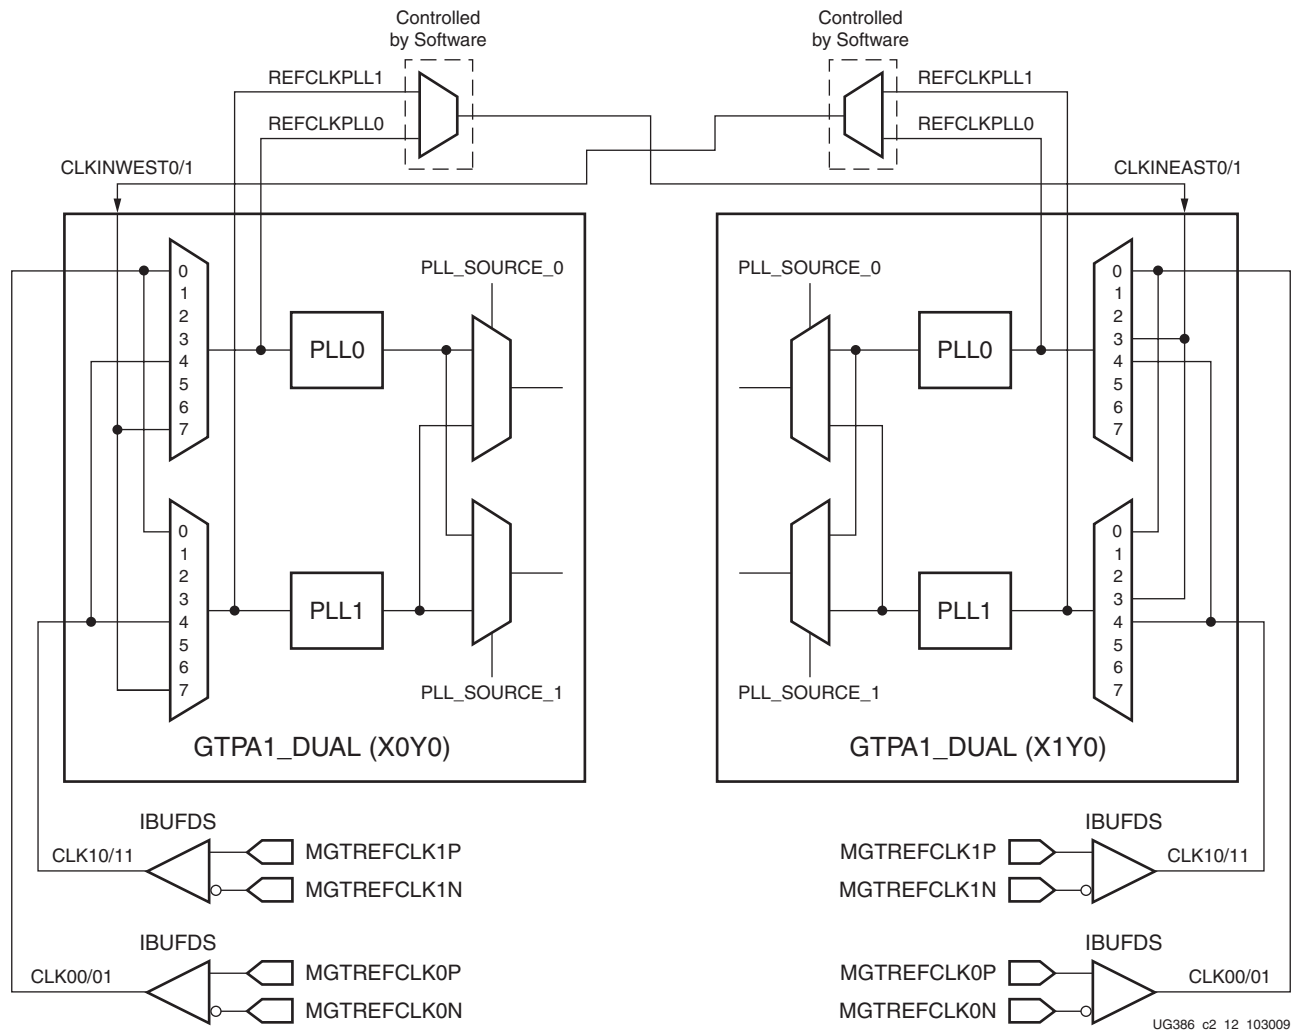 Controlled
by Software
Controlled
by Software
REFCLKPLL1
REFCLKPLL1
REFCLKPLL0
REFCLKPLL0
CLKINWEST0/1
CLKINEAST0/1
PLL_SOURCE_0
PLL_SOURCE_0
0
1
2
3
4
5
6
7
PLL0
PLL0
0
1
2
3
4
5
6
7
0
1
2
3
4
5
6
7
PLL1
PLL1
0
1
2
3
4
5
6
7
PLL_SOURCE_1
PLL_SOURCE_1
GTPA1_DUAL (X0Y0)
GTPA1_DUAL (X1Y0)
IBUFDS
IBUFDS
CLK10/11
MGTREFCLK1P
MGTREFCLK1P
CLK10/11
MGTREFCLK1N
MGTREFCLK1N
IBUFDS
IBUFDS
CLK00/01
MGTREFCLK0P
MGTREFCLK0P
CLK00/01
MGTREFCLK0N
MGTREFCLK0N
UG386_c2_12_103009